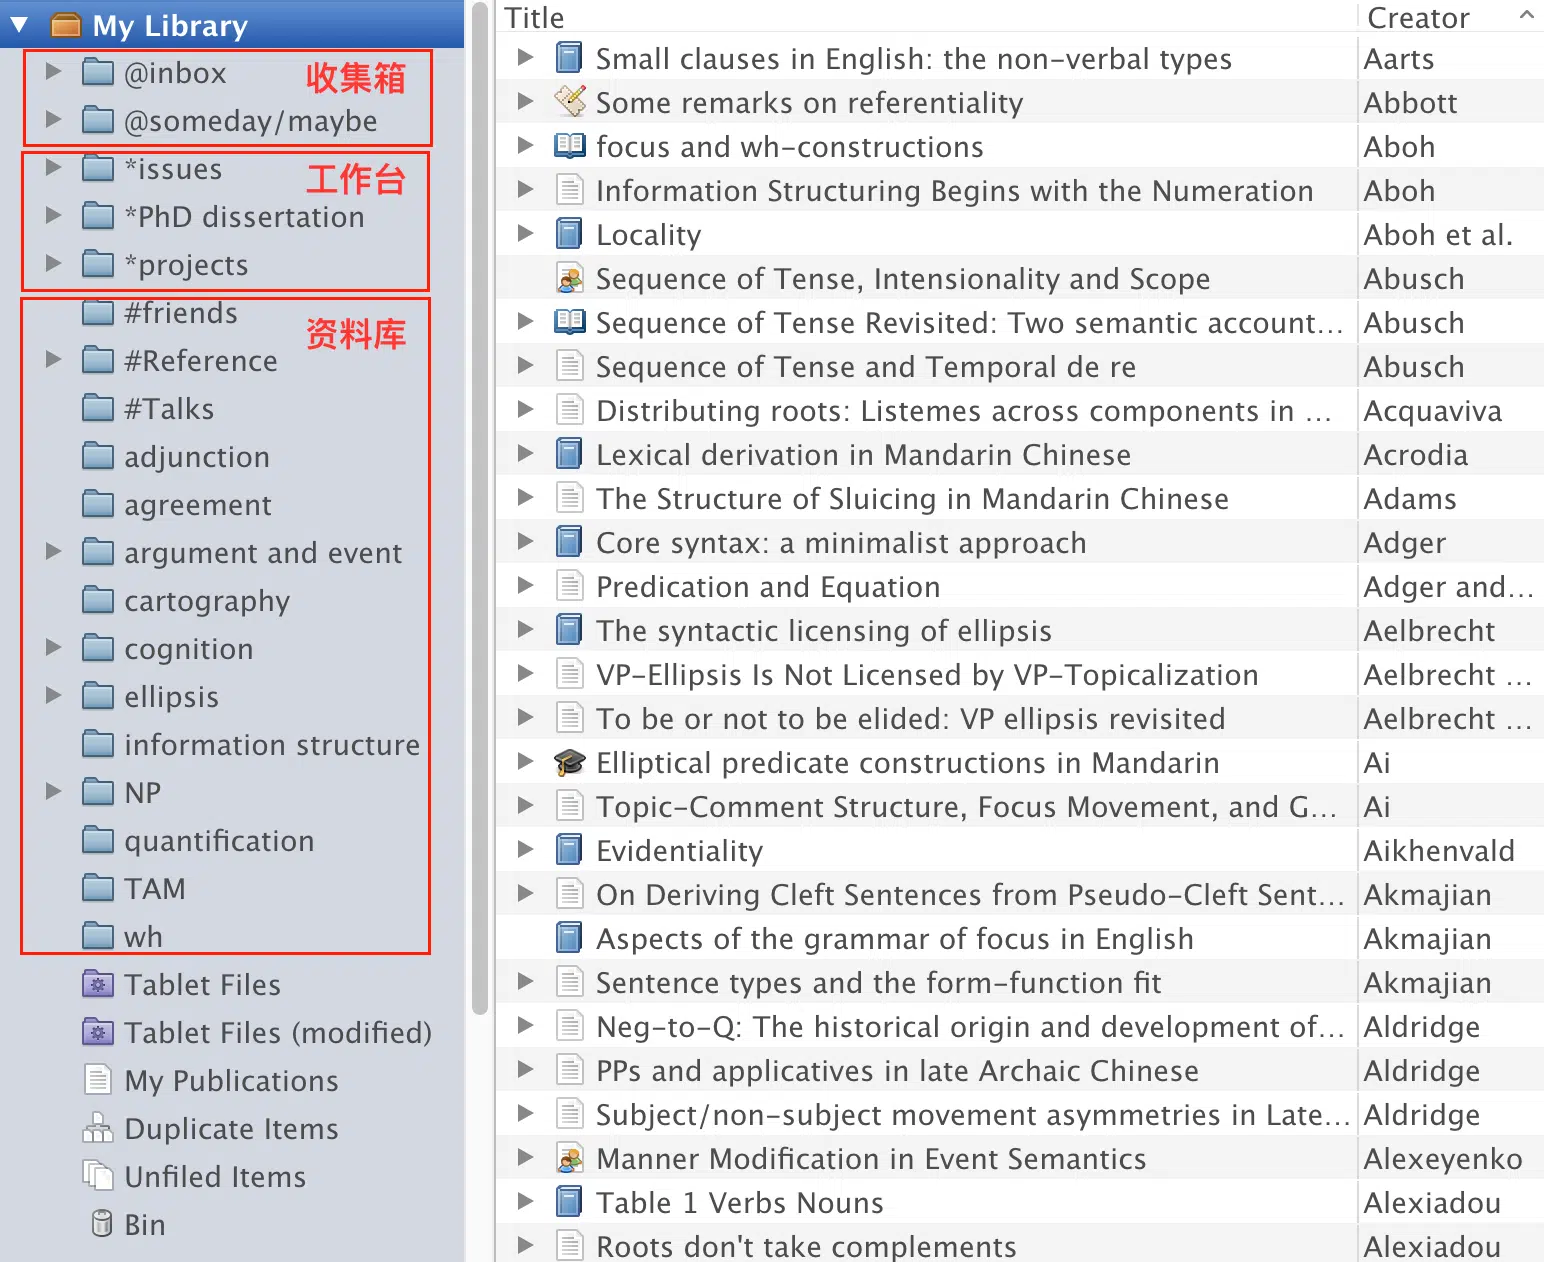 My Library
@inbox
收集箱
@someday/maybe
*issues
工作台
*PhD dissertation
*projects
#friends
资料库
#Reference
#Talks
adjunction
agreement
argument and event
cartography
cognition
ellipsis
information structure
NP
quantification
TAM
wh
Tablet Files
Tablet Files (modified)
My Publications
Duplicate Items
Unfiled Items
Bin
Title Creator
Small clauses in English: the non-verbal types Aarts
Some remarks on referentiality Abbott
focus and wh-constructions Aboh
Information Structuring Begins with the Numeration Aboh
Locality Aboh et al.
Sequence of Tense, Intensionality and Scope Abusch
Sequence of Tense Revisited: Two semantic account... Abusch
Sequence of Tense and Temporal de re Abusch
Distributing roots: Listemes across components in ... Acquaviva
Lexical derivation in Mandarin Chinese Acrodia
The Structure of Sluicing in Mandarin Chinese Adams
Core syntax: a minimalist approach Adger
Predication and Equation Adger and...
The syntactic licensing of ellipsis Aelbrecht
VP-Ellipsis Is Not Licensed by VP-Topicalization Aelbrecht ...
To be or not to be elided: VP ellipsis revisited Aelbrecht ...
Elliptical predicate constructions in Mandarin Ai
Topic-Comment Structure, Focus Movement, and G... Ai
Evidentiality Aikhenvald
On Deriving Cleft Sentences from Pseudo-Cleft Sent... Akmajian
Aspects of the grammar of focus in English Akmajian
Sentence types and the form-function fit Akmajian
Neg-to-Q: The historical origin and development of... Aldridge
PPs and applicatives in late Archaic Chinese Aldridge
Subject/non-subject movement asymmetries in Late... Aldridge
Manner Modification in Event Semantics Alexeyenko
Table 1 Verbs Nouns Alexiadou
Roots don't take complements Alexiadou